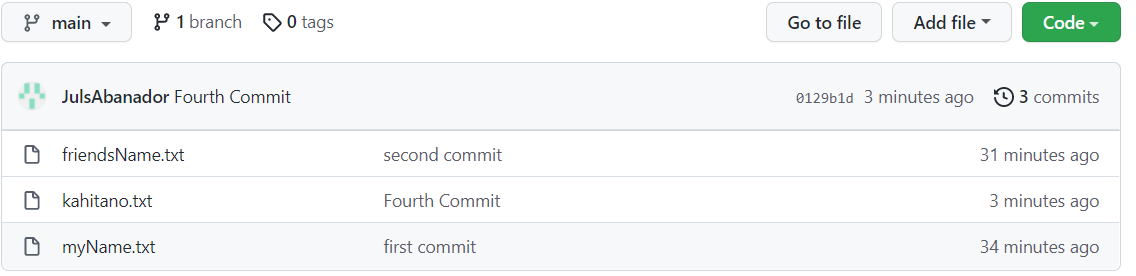 main 1 branch 0 tags Go to file Add file Code
JulsAbanador Fourth Commit 0129b1d 3 minutes ago 3 commits
friendsName.txt second commit 31 minutes ago
kahitano.txt Fourth Commit 3 minutes ago
myName.txt first commit 34 minutes ago